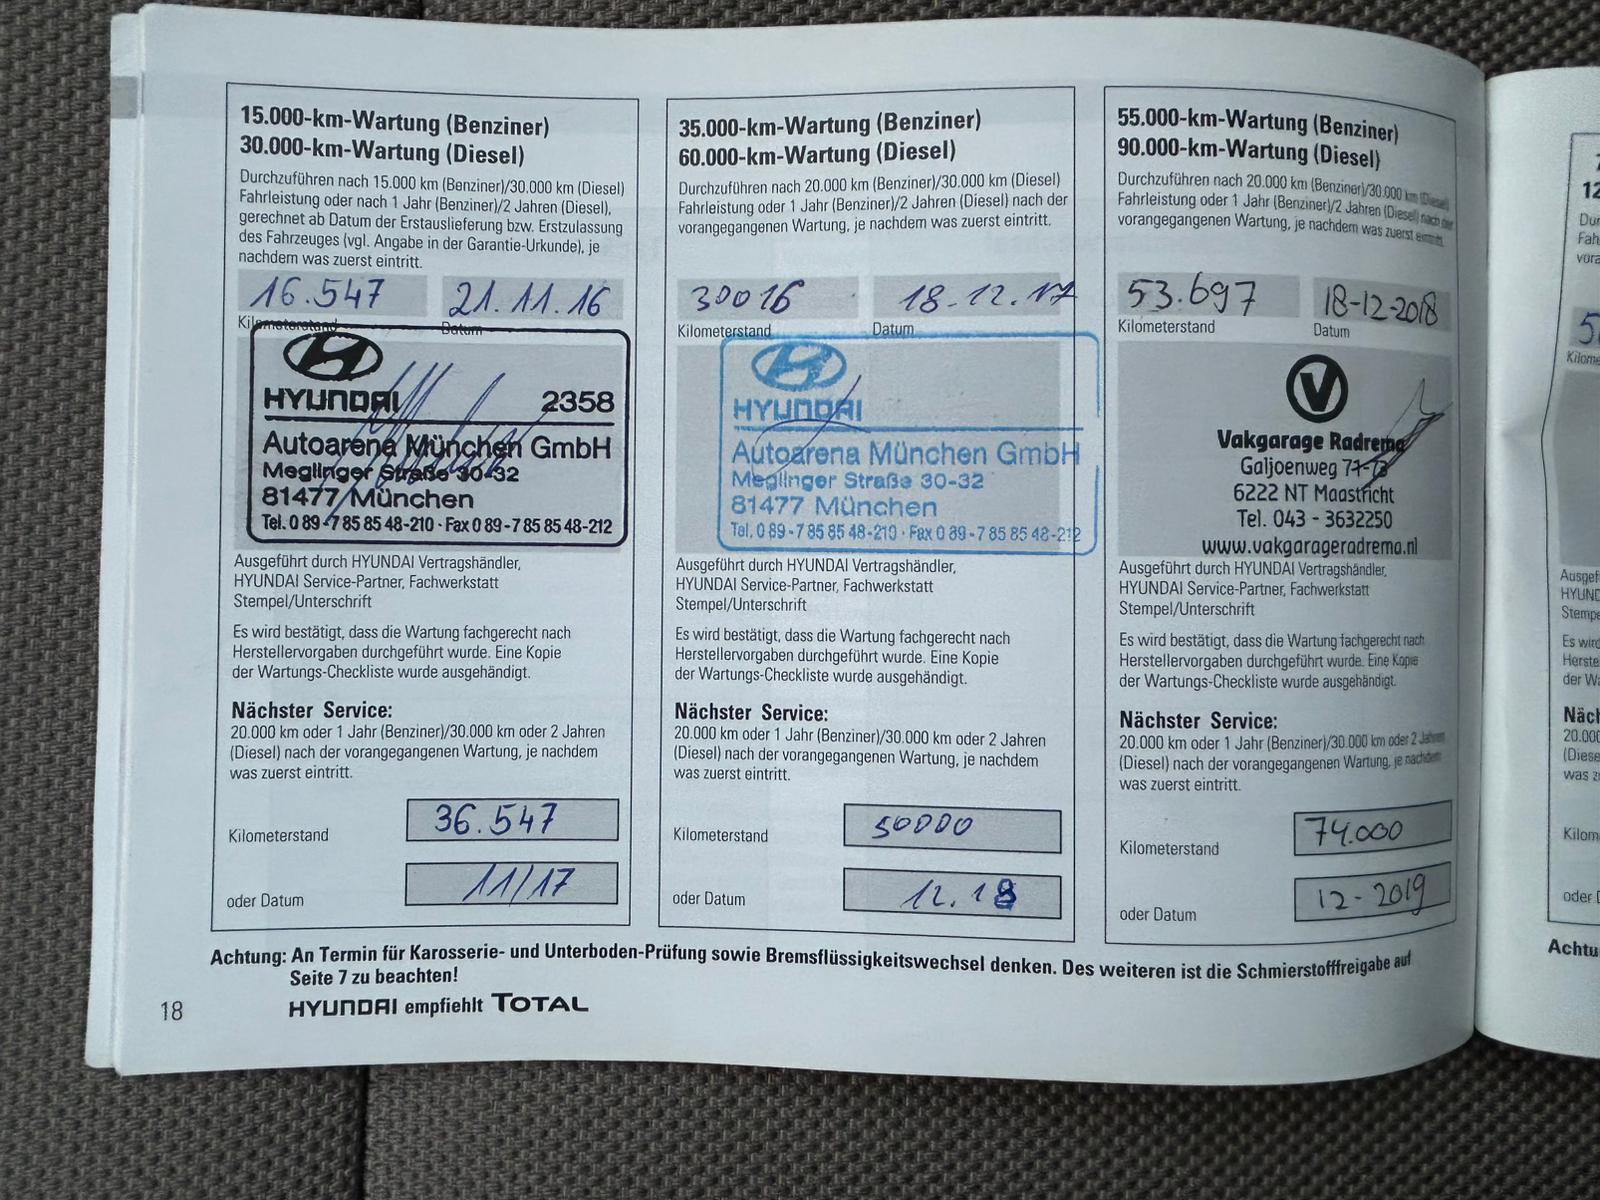 15.000-km-Wartung (Benziner)
30.000-km-Wartung (Diesel)
Durchzuführen nach 15.000 km (Benziner)/30.000 km (Diesel)
Fahrleistung oder nach 1 Jahr (Benziner)/2 Jahren (Diesel),
gerechnet ab Datum der Erstauslieferung bzw. Erstzulassung
des Fahrzeuges (vgl. Angabe in der Garantie-Urkunde), je
nachdem was zuerst eintritt.
16.547 21.11.16
Kilometerstand Datum
HYUNDAI 2358
Autoarena München GmbH
Meglinger Straße 30-32
81477 München
Tel. 0 89 - 7 85 85 48-210 · Fax 0 89 - 7 85 85 48-212
Ausgeführt durch HYUNDAI Vertragshändler,
HYUNDAI Service-Partner, Fachwerkstatt
Stempel/Unterschrift
Es wird bestätigt, dass die Wartung fachgerecht nach
Herstellervorgaben durchgeführt wurde. Eine Kopie
der Wartungs-Checkliste wurde ausgehändigt.
Nächster Service:
20.000 km oder 1 Jahr (Benziner)/30.000 km oder 2 Jahren
(Diesel) nach der vorangegangenen Wartung, je nachdem
was zuerst eintritt.
Kilometerstand 36.547
oder Datum 11/17
35.000-km-Wartung (Benziner)
60.000-km-Wartung (Diesel)
Durchzuführen nach 20.000 km (Benziner)/30.000 km (Diesel)
Fahrleistung oder 1 Jahr (Benziner)/2 Jahren (Diesel) nach der
vorangegangenen Wartung, je nachdem was zuerst eintritt.
30016 18.12.17
Kilometerstand Datum
HYUNDAI
Autoarena München GmbH
Meglinger Straße 30-32
81477 München
Tel. 0 89 - 7 85 85 48-210 · Fax 0 89 - 7 85 85 48-212
Ausgeführt durch HYUNDAI Vertragshändler,
HYUNDAI Service-Partner, Fachwerkstatt
Stempel/Unterschrift
Es wird bestätigt, dass die Wartung fachgerecht nach
Herstellervorgaben durchgeführt wurde. Eine Kopie
der Wartungs-Checkliste wurde ausgehändigt.
Nächster Service:
20.000 km oder 1 Jahr (Benziner)/30.000 km oder 2 Jahren
(Diesel) nach der vorangegangenen Wartung, je nachdem
was zuerst eintritt.
Kilometerstand 50000
oder Datum 12.18
55.000-km-Wartung (Benziner)
90.000-km-Wartung (Diesel)
Durchzuführen nach 20.000 km (Benziner)/30.000 km (Diesel)
Fahrleistung oder 1 Jahr (Benziner)/2 Jahren (Diesel) nach der
vorangegangenen Wartung, je nachdem was zuerst eintritt.
53.697 18-12-2018
Kilometerstand Datum
V
Vakgarage Radrema
Galjoenweg 71-73
6222 NT Maastricht
Tel. 043 - 3632250
www.vakgarageradrema.nl
Ausgeführt durch HYUNDAI Vertragshändler,
HYUNDAI Service-Partner, Fachwerkstatt
Stempel/Unterschrift
Es wird bestätigt, dass die Wartung fachgerecht nach
Herstellervorgaben durchgeführt wurde. Eine Kopie
der Wartungs-Checkliste wurde ausgehändigt.
Nächster Service:
20.000 km oder 1 Jahr (Benziner)/30.000 km oder 2 Jahren
(Diesel) nach der vorangegangenen Wartung, je nachdem
was zuerst eintritt.
Kilometerstand 74.000
oder Datum 12-2019
Achtung: An Termin für Karosserie- und Unterboden-Prüfung sowie Bremsflüssigkeitswechsel denken. Des weiteren ist die Schmierstofffreigabe auf
Seite 7 zu beachten!
HYUNDAI empfiehlt TOTAL
18